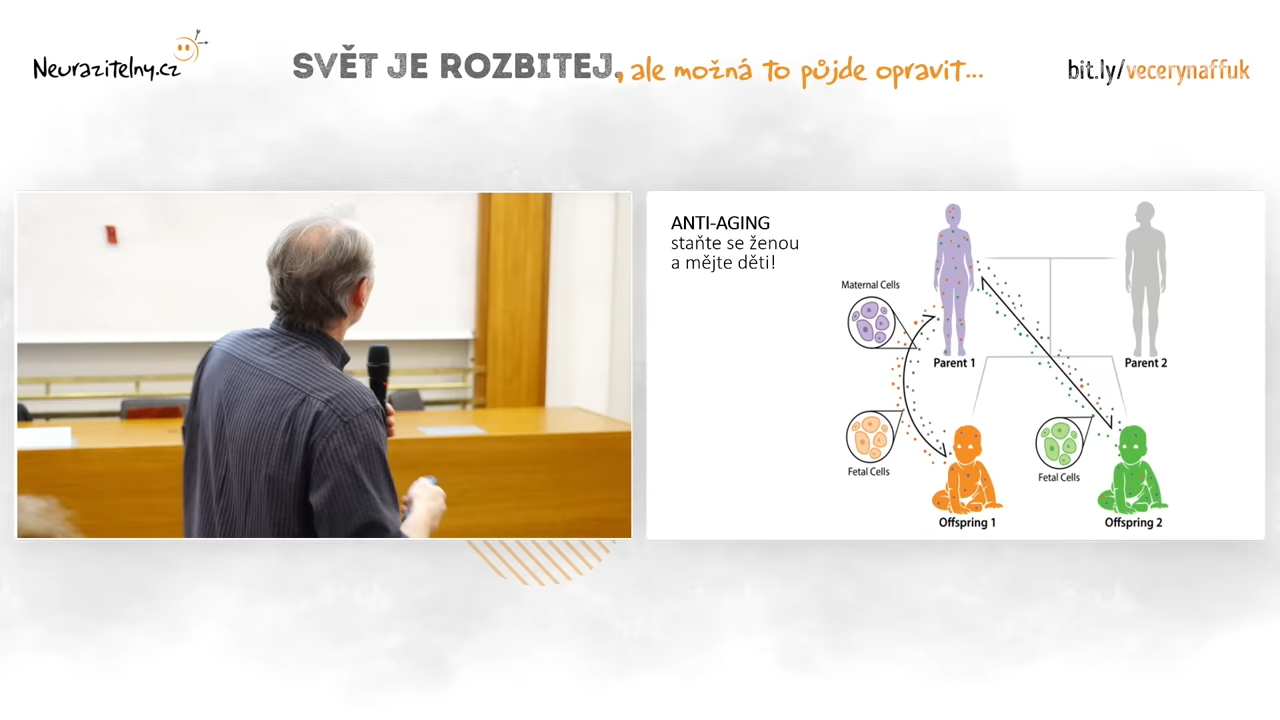 Neurazitelny.cz
SVĚT JE ROZBITEJ, ale možná to půjde opravit...
bit.ly/vecerynaffuk
ANTI-AGING
staňte se ženou
a mějte děti!
Maternal Cells
Parent 1
Parent 2
Fetal Cells
Fetal Cells
Offspring 1
Offspring 2